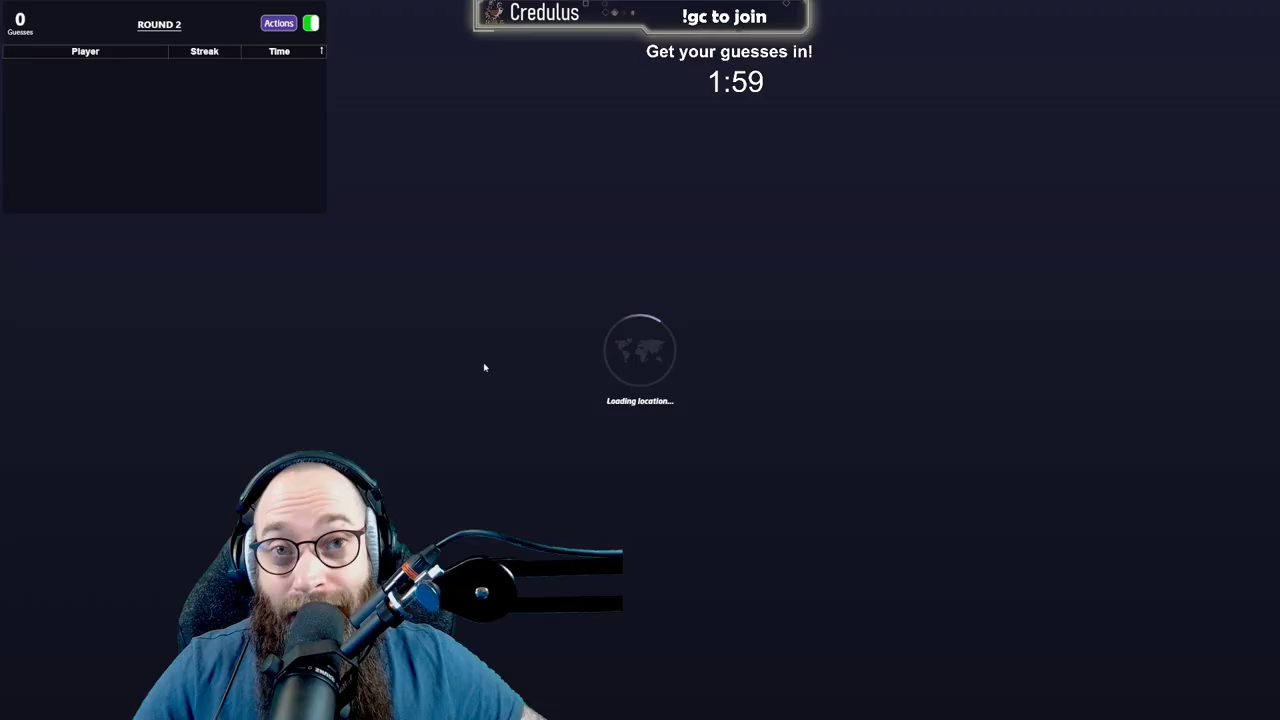 0
Guesses
ROUND 2
Actions
Player
Streak
Time ↑
Credulus
!gc to join
Get your guesses in!
1:59
Loading location...